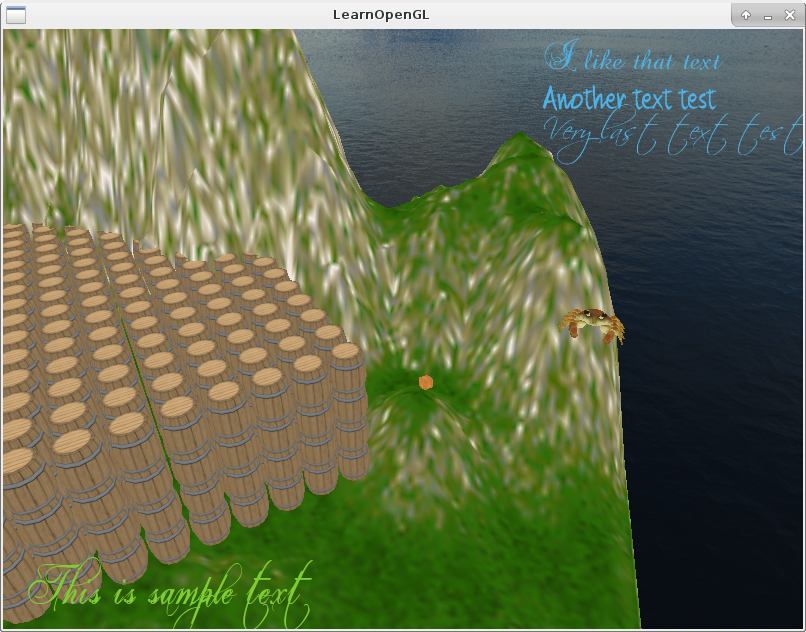 LearnOpenGL
I like that text
Another text test
Very last text test
This is sample text